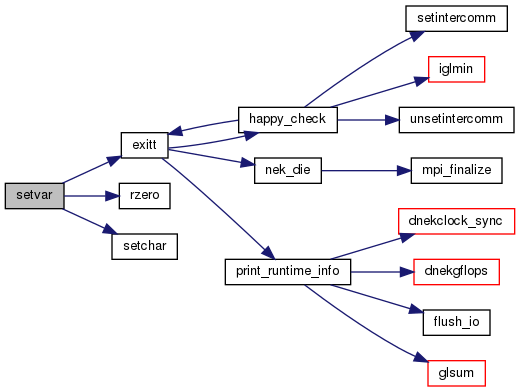 setvar
exitt
rzero
setchar
happy_check
nek_die
print_runtime_info
setintercomm
iglmin
unsetintercomm
mpi_finalize
dnekclock_sync
dnekgflops
flush_io
glsum